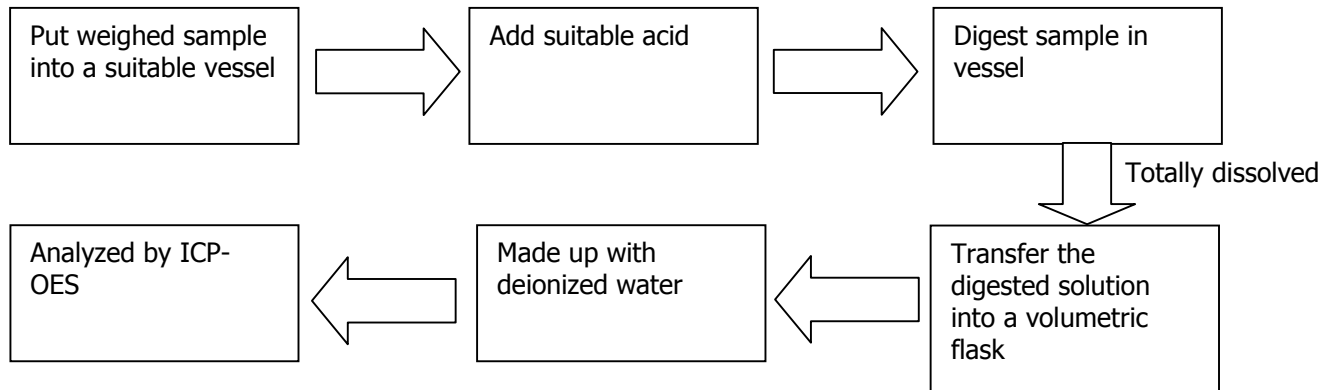 Put weighed sample
into a suitable vessel
Add suitable acid
Digest sample in
vessel
Totally dissolved
Transfer the
digested solution
into a volumetric
flask
Made up with
deionized water
Analyzed by ICP-
OES